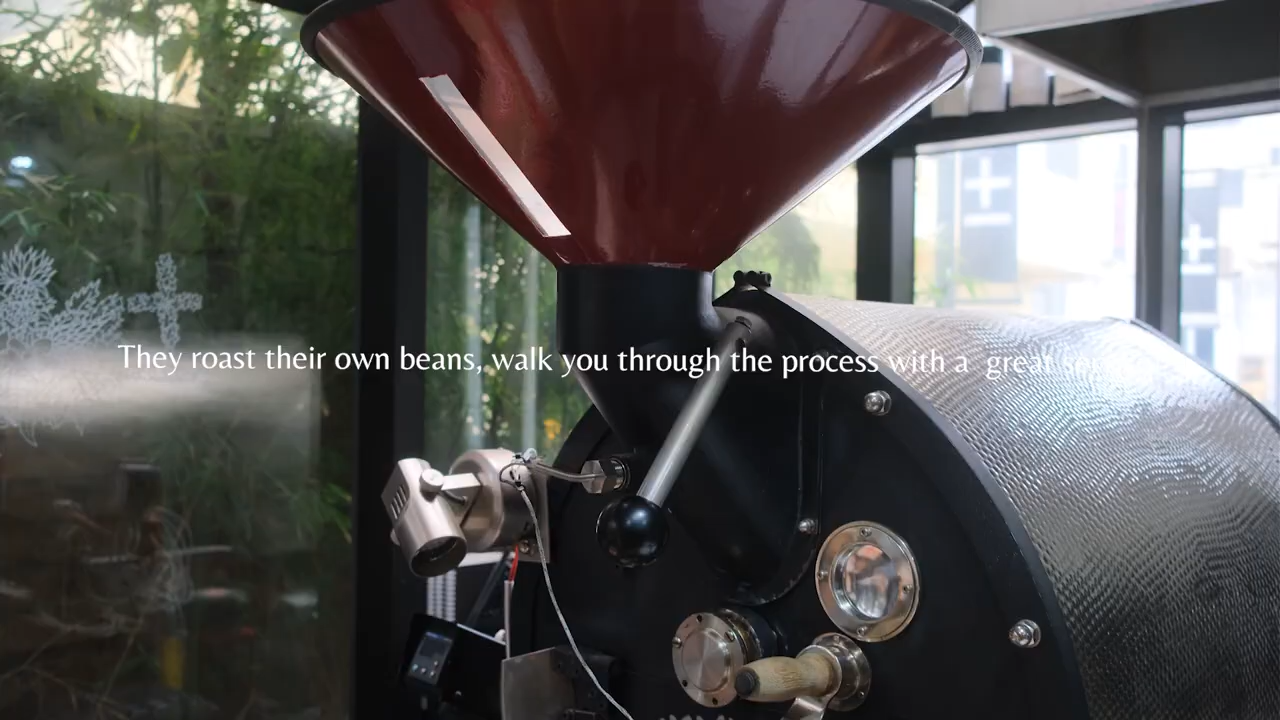 They roast their own beans, walk you through the process with a  great